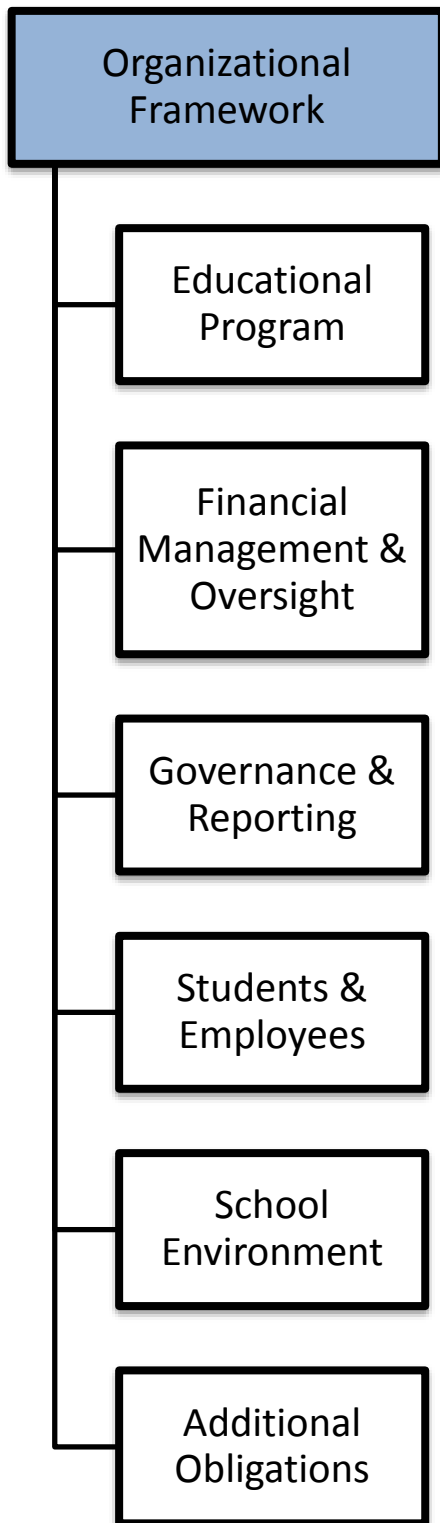 Organizational
Framework
Educational
Program
Financial
Management &
Oversight
Governance &
Reporting
Students &
Employees
School
Environment
Additional
Obligations